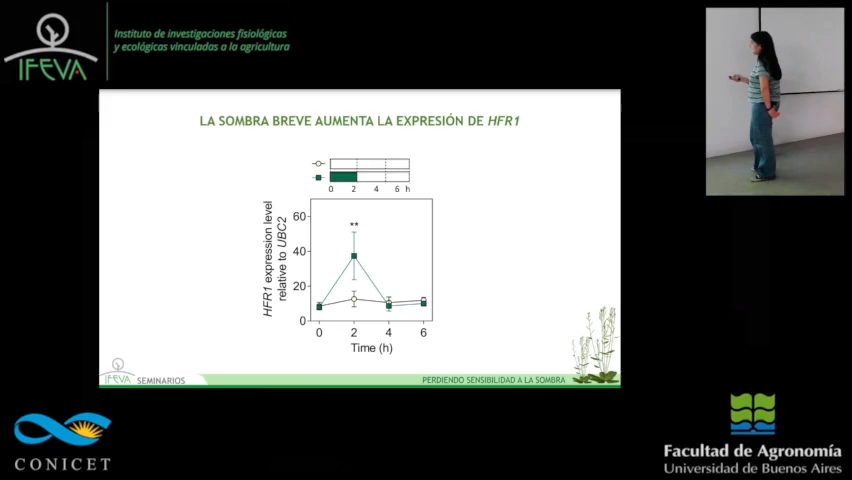 Instituto de investigaciones fisiológicas
y ecológicas vinculadas a la agricultura
IFEVA
LA SOMBRA BREVE AUMENTA LA EXPRESIÓN DE HFR1
0 2 4 6 h
HFR1 expression level
relative to UBC2
60
40
20
0
**
0 2 4 6
Time (h)
IFEVA SEMINARIOS
PERDIENDO SENSIBILIDAD A LA SOMBRA
CONICET
Facultad de Agronomía
Universidad de Buenos Aires